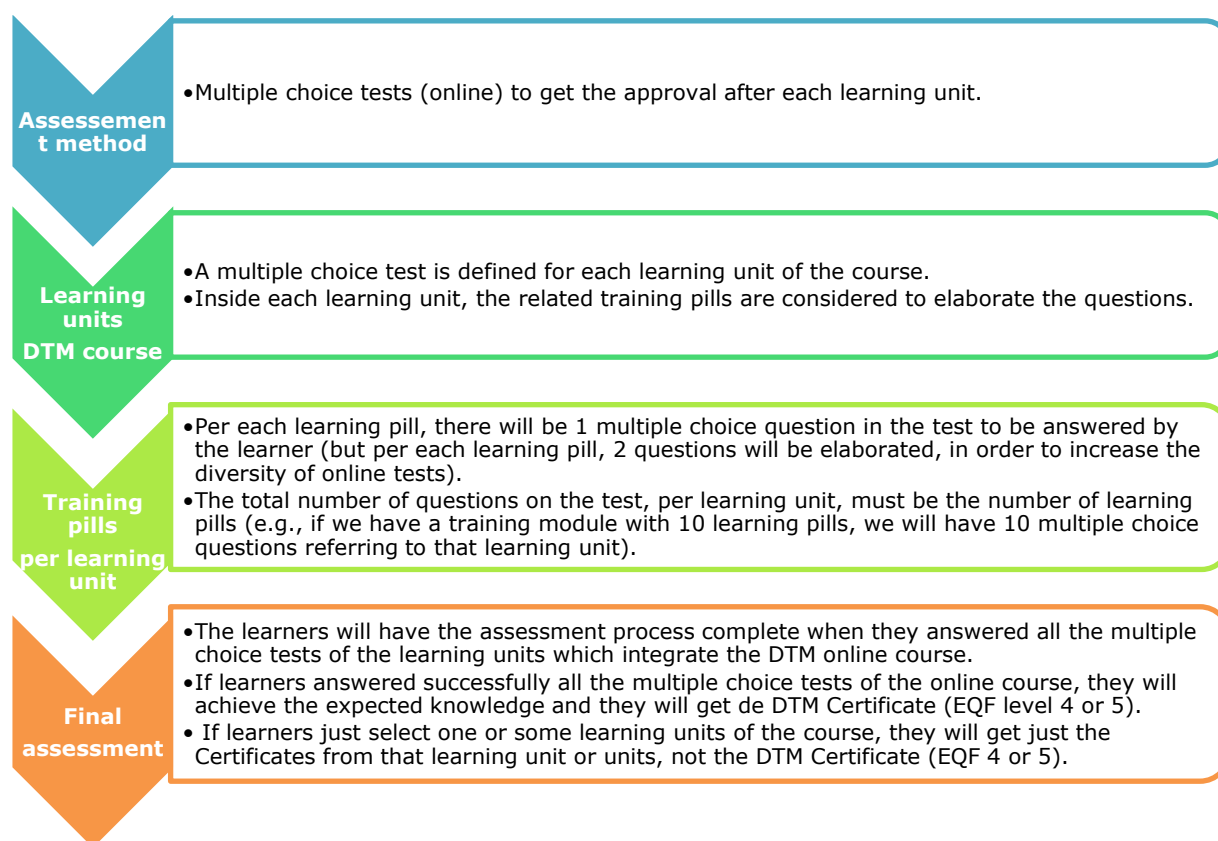 Assessemen
t method
•Multiple choice tests (online) to get the approval after each learning unit.
Learning
units
DTM course
•A multiple choice test is defined for each learning unit of the course.
•Inside each learning unit, the related training pills are considered to elaborate the questions.
Training
pills
per learning
unit
•Per each learning pill, there will be 1 multiple choice question in the test to be answered by
the learner (but per each learning pill, 2 questions will be elaborated, in order to increase the
diversity of online tests).
•The total number of questions on the test, per learning unit, must be the number of learning
pills (e.g., if we have a training module with 10 learning pills, we will have 10 multiple choice
questions referring to that learning unit).
Final
assessment
•The learners will have the assessment process complete when they answered all the multiple
choice tests of the learning units which integrate the DTM online course.
•If learners answered successfully all the multiple choice tests of the online course, they will
achieve the expected knowledge and they will get de DTM Certificate (EQF level 4 or 5).
• If learners just select one or some learning units of the course, they will get just the
Certificates from that learning unit or units, not the DTM Certificate (EQF 4 or 5).